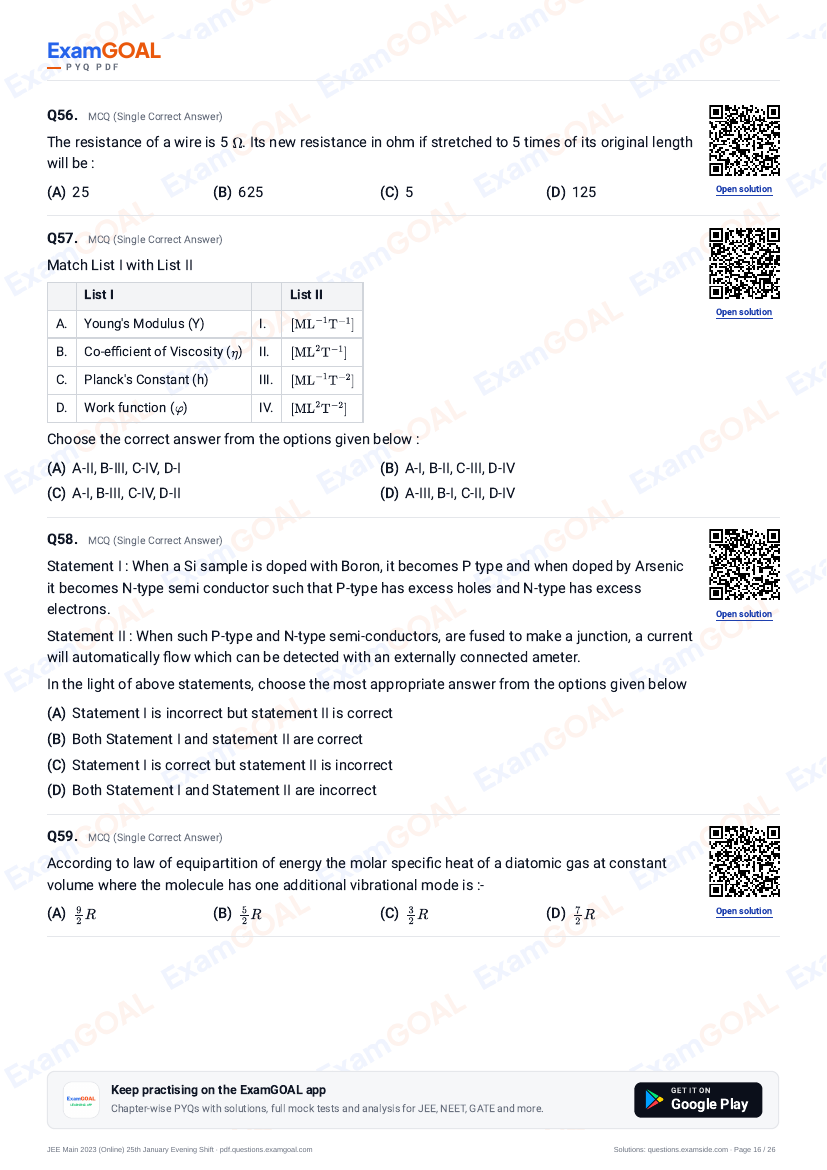 ExamGOAL
PYQ PDF
Q56. MCQ (Single Correct Answer)
The resistance of a wire is 5 Ω. Its new resistance in ohm if stretched to 5 times of its original length
will be :
(A) 25 (B) 625 (C) 5 (D) 125
Open solution
Q57. MCQ (Single Correct Answer)
Match List I with List II
List I List II
A. Young's Modulus (Y) I. [ML⁻¹T⁻¹]
B. Co-efficient of Viscosity (η) II. [ML²T⁻¹]
C. Planck's Constant (h) III. [ML⁻¹T⁻²]
D. Work function (φ) IV. [ML²T⁻²]
Open solution
Choose the correct answer from the options given below :
(A) A-II, B-III, C-IV, D-I (B) A-I, B-II, C-III, D-IV
(C) A-I, B-III, C-IV, D-II (D) A-III, B-I, C-II, D-IV
Q58. MCQ (Single Correct Answer)
Statement I : When a Si sample is doped with Boron, it becomes P type and when doped by Arsenic
it becomes N-type semi conductor such that P-type has excess holes and N-type has excess
electrons.
Open solution
Statement II : When such P-type and N-type semi-conductors, are fused to make a junction, a current
will automatically flow which can be detected with an externally connected ameter.
In the light of above statements, choose the most appropriate answer from the options given below
(A) Statement I is incorrect but statement II is correct
(B) Both Statement I and statement II are correct
(C) Statement I is correct but statement II is incorrect
(D) Both Statement I and Statement II are incorrect
Q59. MCQ (Single Correct Answer)
According to law of equipartition of energy the molar specific heat of a diatomic gas at constant
volume where the molecule has one additional vibrational mode is :-
(A) 9/2 R (B) 5/2 R (C) 3/2 R (D) 7/2 R
Open solution
ExamGOAL
Keep practising on the ExamGOAL app
Chapter-wise PYQs with solutions, full mock tests and analysis for JEE, NEET, GATE and more.
GET IT ON
Google Play
JEE Main 2023 (Online) 25th January Evening Shift · pdf.questions.examgoal.com
Solutions: questions.examside.com · Page 16 / 26